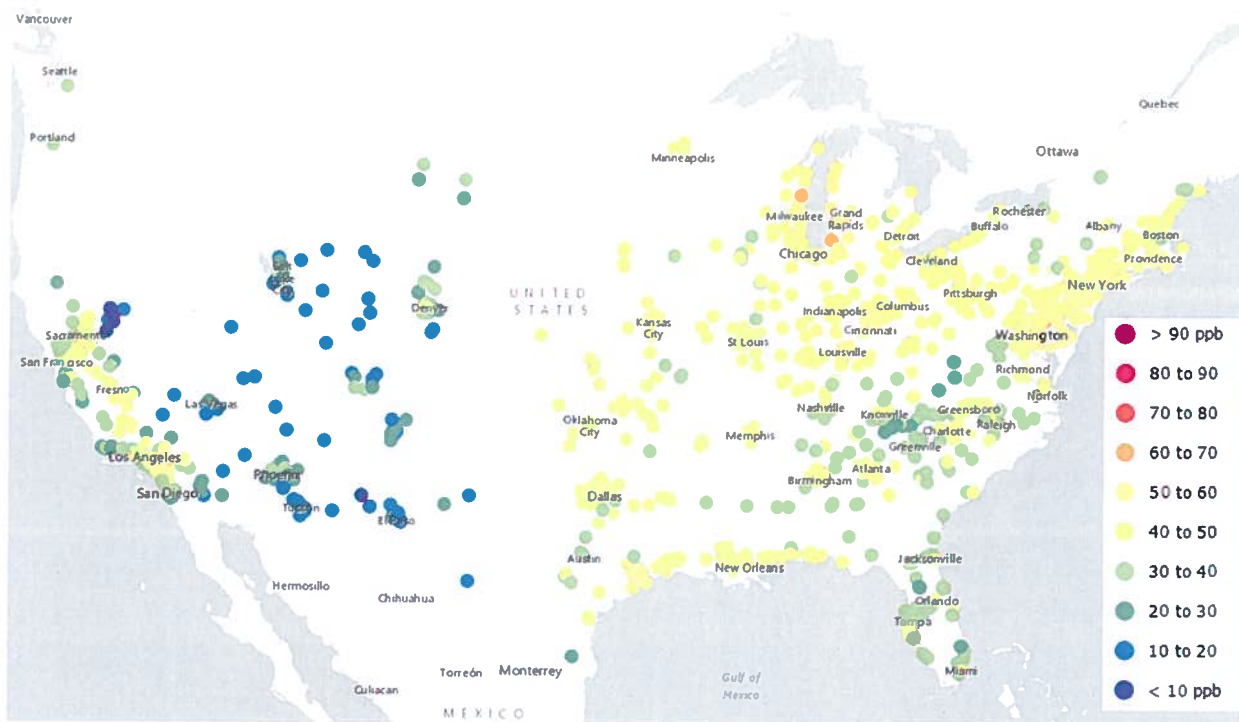 Vancouver
Seattle
Quebec
Portland
Ottawa
Minneapolis
Rochester
Milwaukee
Grand
Rapids
Buffalo
Albany
Detroit
Boston
Chicago
Cleveland
Providence
Salt
Lake
City
UNITED
STATES
Denver
Pittsburgh
New York
Indianapolis
Columbus
Kansas
City
Cincinnati
Sacramento
St Louis
Washington
San Francisco
Louisville
Richmond
Fresno
Norfolk
Las Vegas
Nashville
Knoxville
Greensboro
Oklahoma
City
Memphis
Charlotte
Raleigh
Greenville
Los Angeles
Atlanta
Phoenix
Birmingham
San Diego
Dallas
Tucson
El Paso
Austin
New Orleans
Jacksonville
Hermosillo
Chihuahua
Orlando
Tampa
Torreón
Monterrey
Miami
Gulf of
Mexico
Culiacan
MÉXICO
> 90 ppb
80 to 90
70 to 80
60 to 70
50 to 60
40 to 50
30 to 40
20 to 30
10 to 20
< 10 ppb